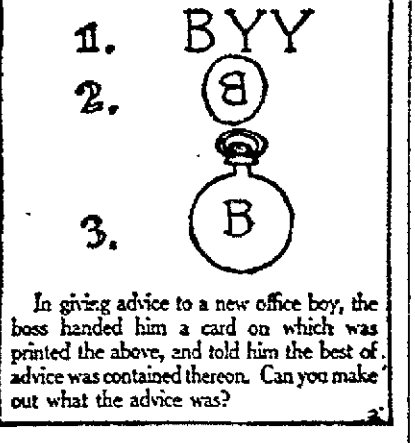 1. BYY
2. B
3. B
In giving advice to a new office boy, the
boss handed him a card on which was
printed the above, and told him the best of
advice was contained thereon. Can you make
out what the advice was?